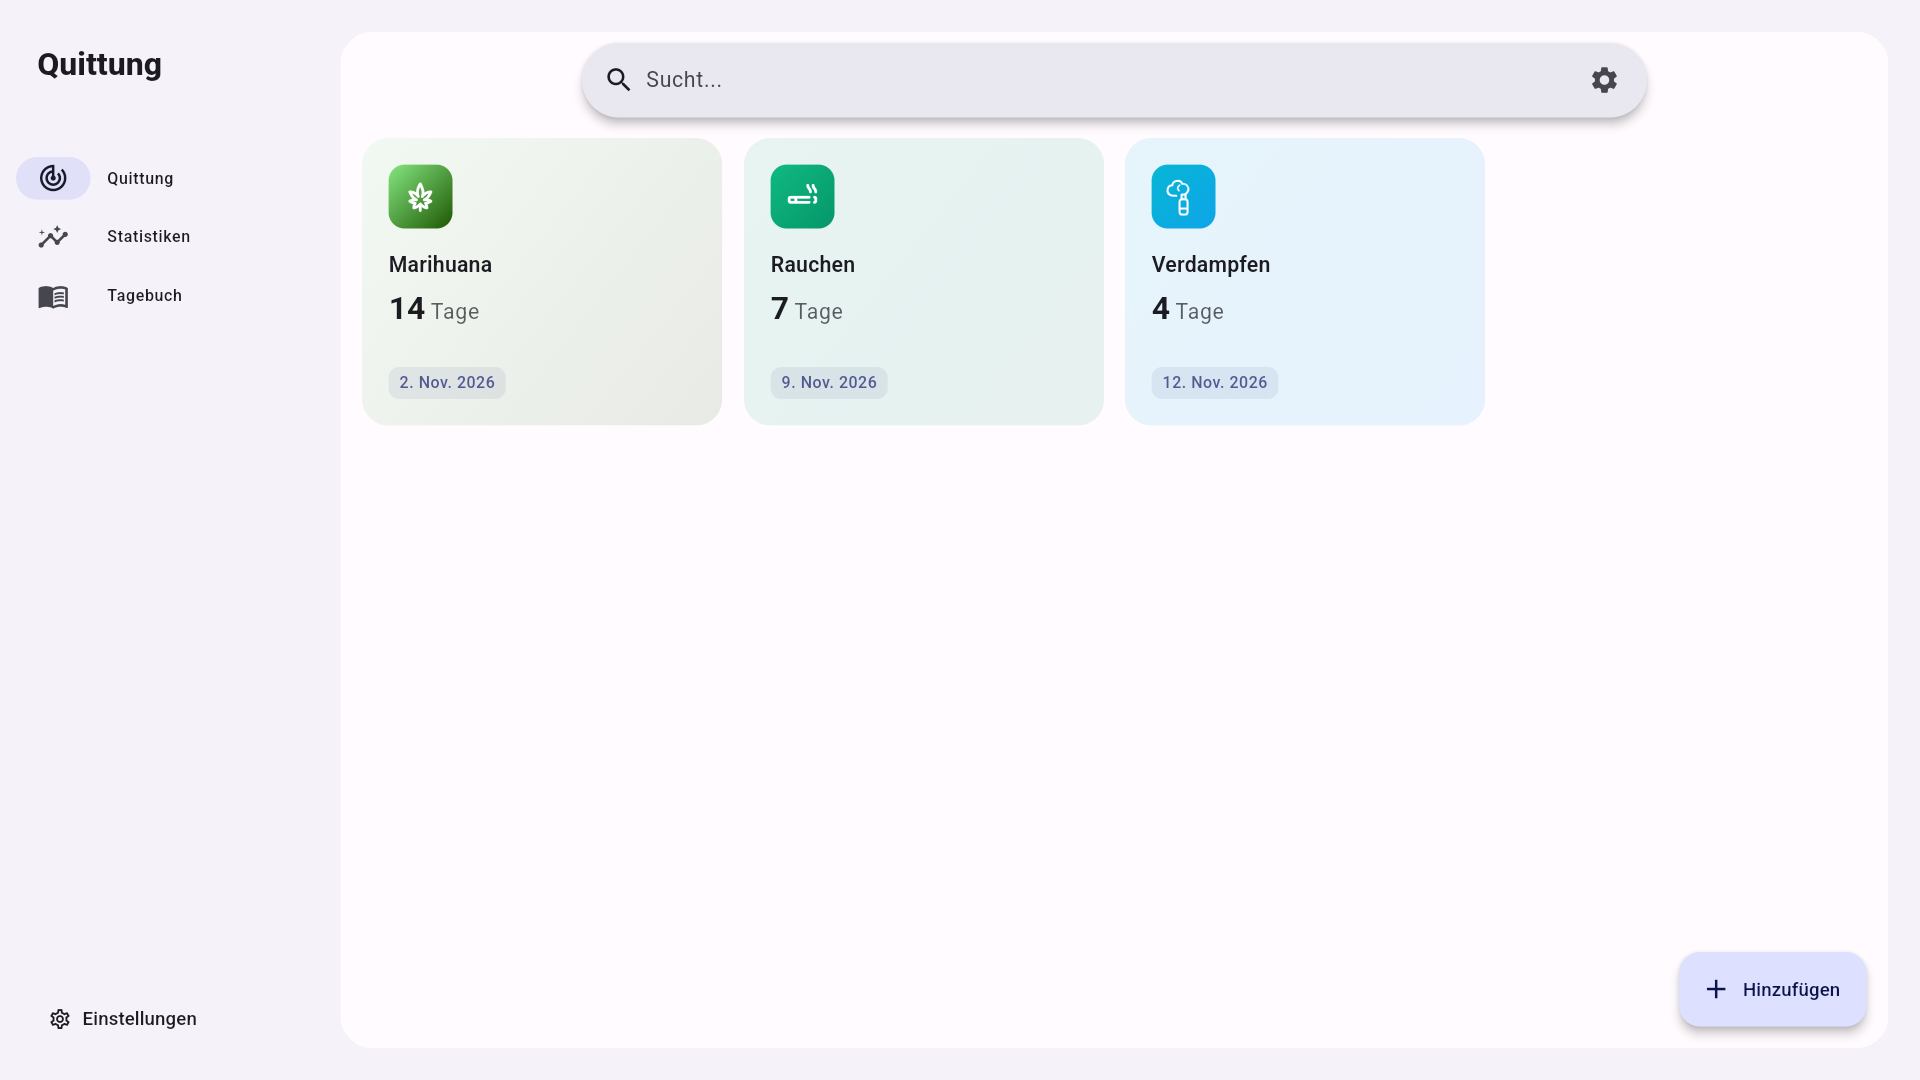 Quittung
Sucht...
Quittung
Statistiken
Tagebuch
Marihuana
14 Tage
2. Nov. 2026
Rauchen
7 Tage
9. Nov. 2026
Verdampfen
4 Tage
12. Nov. 2026
Einstellungen
Hinzufügen